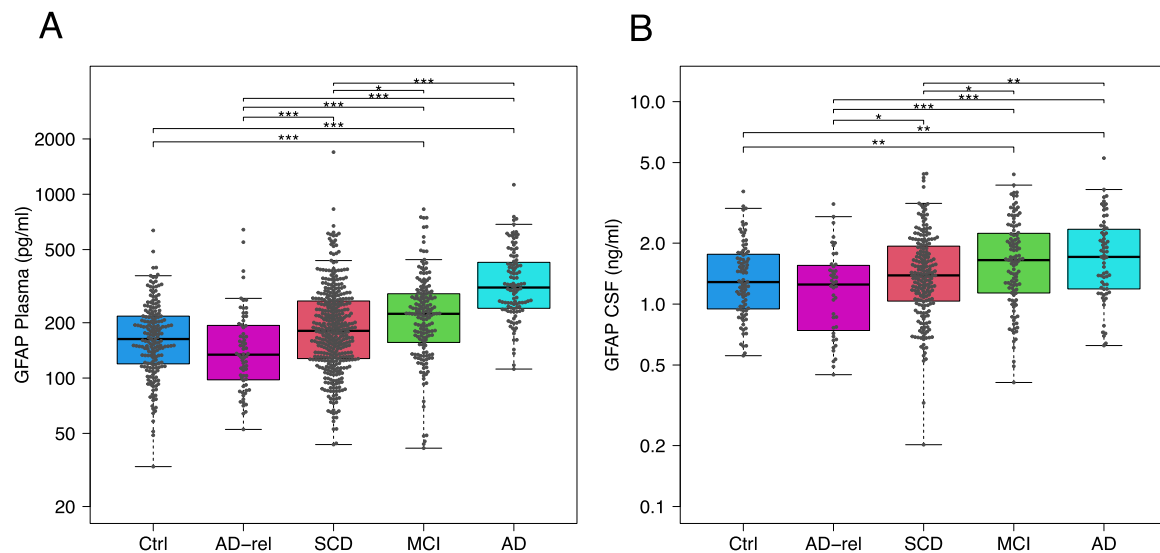 A
GFAP Plasma (pg/ml)
2000
1000
500
200
100
50
20
***
*
***
***
***
***
***
Ctrl
AD-rel
SCD
MCI
AD
B
GFAP CSF (ng/ml)
10.0
5.0
2.0
1.0
0.5
0.2
0.1
**
*
***
***
*
**
**
Ctrl
AD-rel
SCD
MCI
AD